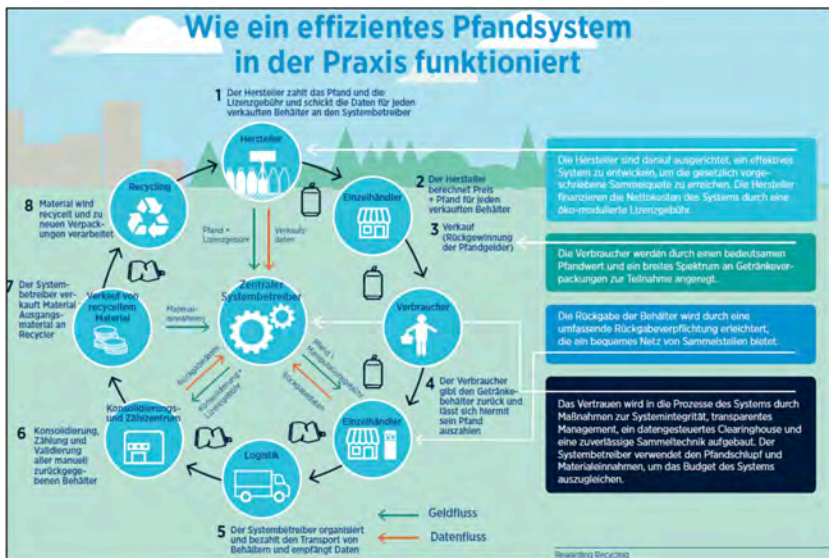 Wie ein effizientes Pfandsystem
in der Praxis funktioniert
1 Der Hersteller zahlt das Pfand und die
Lizenzgebühr und schickt die Daten für jeden
verkauften Behälter an den Systembetreiber
Hersteller
2 Der Hersteller
berechnet Preis
+ Pfand für jeden
verkauften Behälter
Einzelhändler
3 Verkauf
(Rückgewinnung
der Pfandgelder)
Verbraucher
4 Der Verbraucher
gibt den Getränke-
behälter zurück und
lässt sich hiermit
sein Pfand
auszahlen
Einzelhändler
Logistik
5 Der Systembetreiber organisiert
und bezahlt den Transport von
Behältern und empfängt Daten
Konsolidierungs-
und Zählzentrum
6 Konsolidierung,
Zählung und
Validierung
aller manuell
zurückgege-
benen Behälter
Verkauf von
recyceltem
Material
7 Der System-
betreiber ver-
kauft Material
Ausgangs-
material an
Recycler
Recycling
8 Material wird
recycelt und zu
neuen Verpack-
ungen verarbeitet
Zentraler
Systembetreiber
Pfand +
Lizenzgebühr
Verkaufs-
daten
Material-
einnahmen
Rückgabedaten
Konsolidierung +
Lizenzgebühr
Pfand +
Rückgabedaten
Geldfluss
Datenfluss
Die Hersteller sind darauf ausgerichtet, ein effektives
System zu entwickeln, um die gesetzlich vorge-
schriebene Sammelquote zu erreichen. Die Hersteller
finanzieren die Nettokosten des Systems durch eine
öko-modulierte Lizenzgebühr.
Die Verbraucher werden durch einen bedeutsamen
Pfandwert und ein breites Spektrum an Getränkever-
packungen zur Teilnahme angeregt.
Die Rückgabe der Behälter wird durch eine
umfassende Rückgabeverpflichtung erleichtert,
die ein bequemes Netz von Sammelstellen bietet.
Das Vertrauen wird in die Prozesse des Systems durch
Maßnahmen zur Systemintegrität, transparentes
Management, ein datengesteuertes Clearinghouse und
eine zuverlässige Sammeltechnik aufgebaut. Der
Systembetreiber verwendet den Pfandschlupf und
Materialeinnahmen, um das Budget des Systems
auszugleichen.
Rewarding Recycling